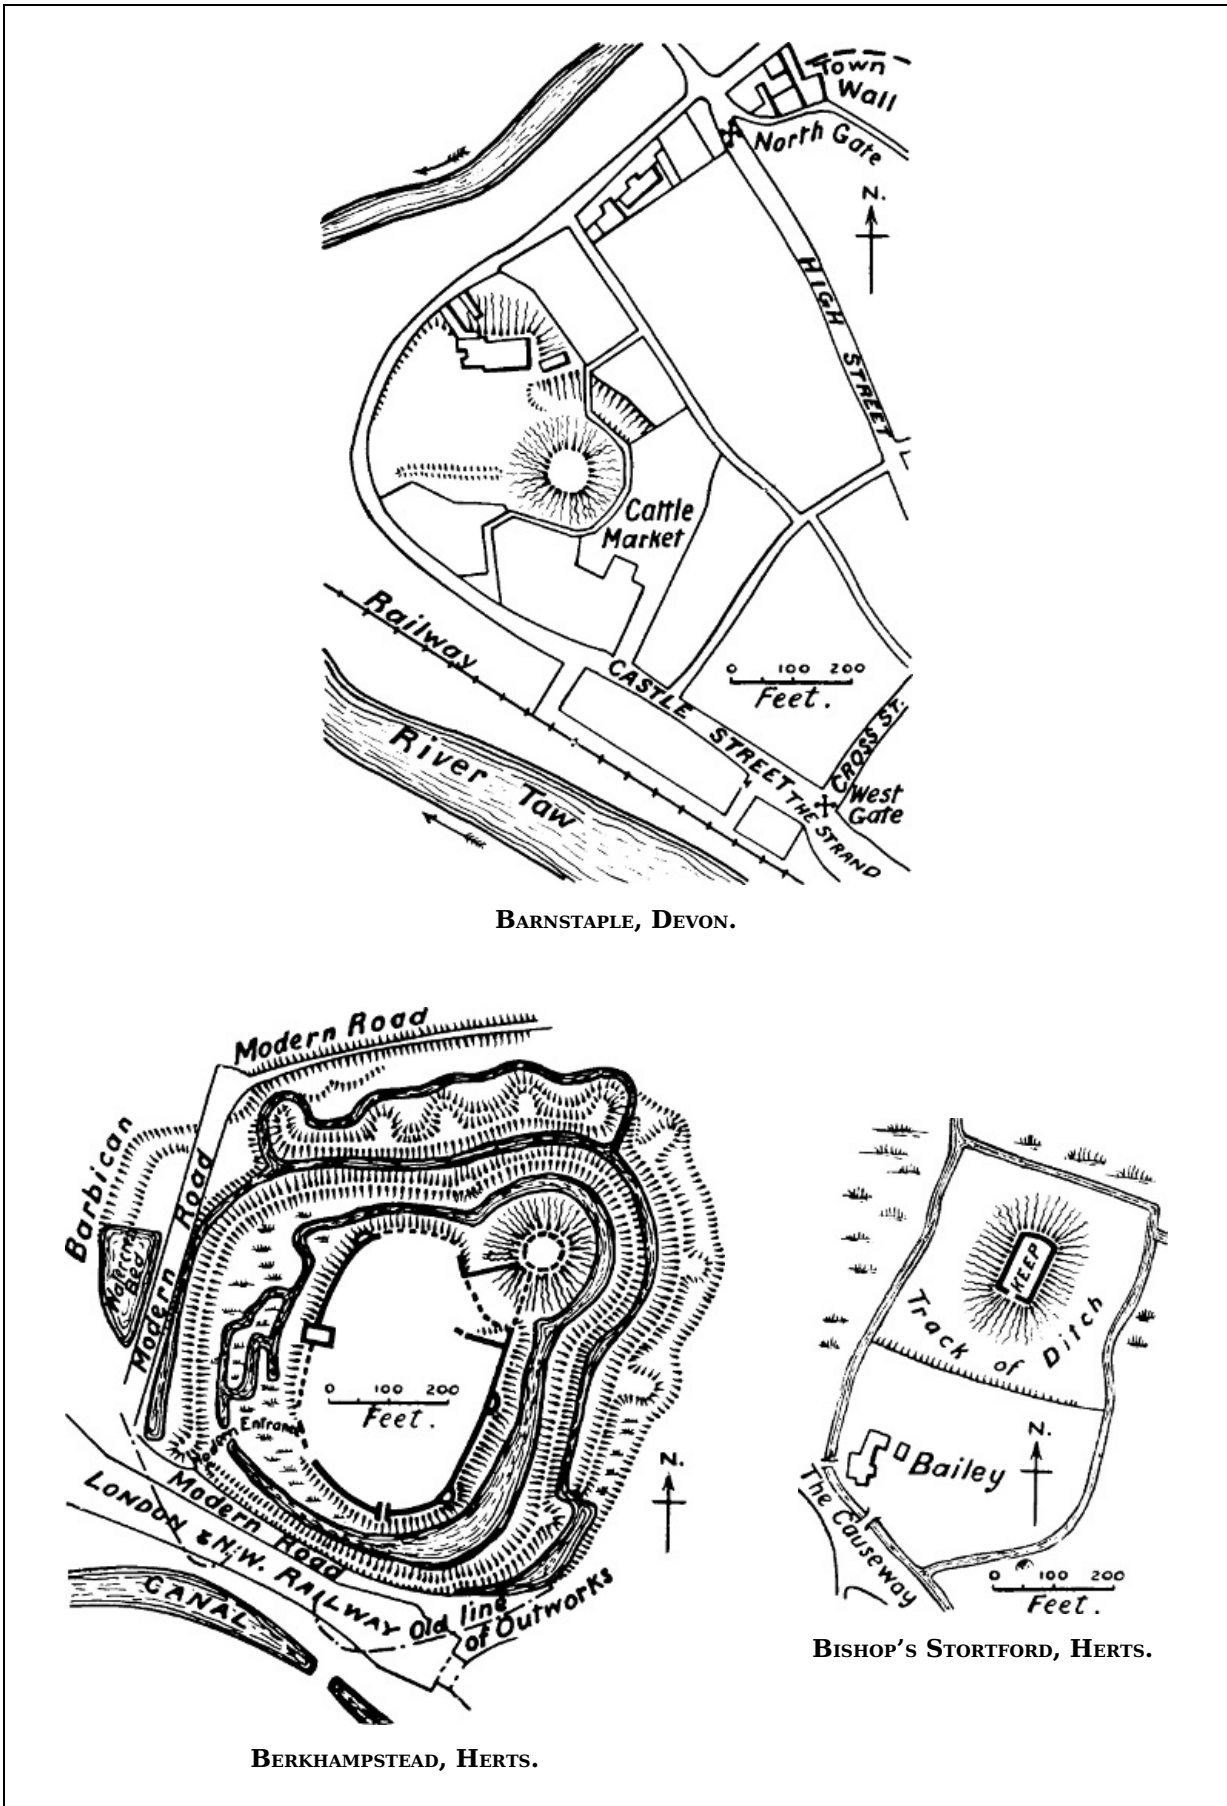 Town
Wall
North Gate
N.
HIGH STREET
Cattle
Market
Railway
0 100 200
Feet.
CASTLE STREET
CROSS ST.
River Taw
West
Gate
THE STRAND
BARNSTAPLE, DEVON.
Modern Road
Barbican
Modern Road
Watercress
Bed
0 100 200
Feet.
Modern Entrance
N.
Modern Road
LONDON & N.W. RAILWAY
CANAL
Old line
of Outworks
BERKHAMPSTEAD, HERTS.
KEEP
Track of Ditch
N.
Bailey
The Causeway
0 100 200
Feet.
BISHOP'S STORTFORD, HERTS.